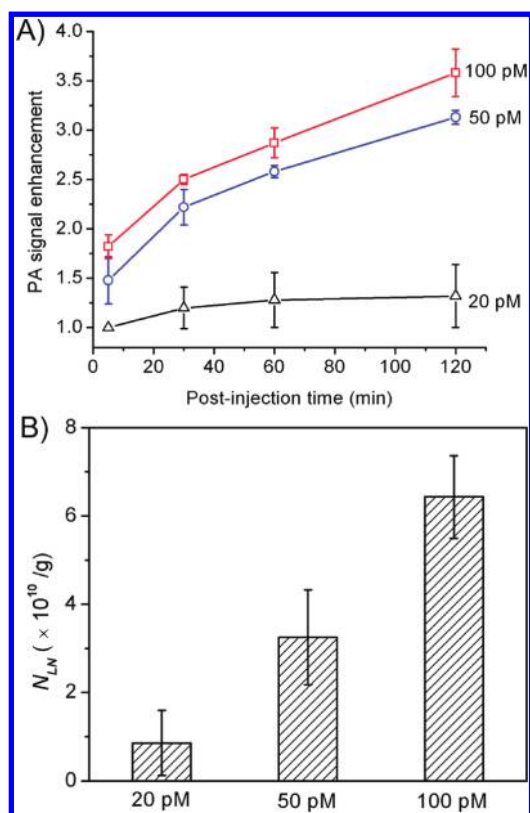 A)
PA signal enhancement
4.0
3.5
3.0
2.5
2.0
1.5
1.0
100 pM
50 pM
20 pM
0 20 40 60 80 100 120
Post-injection time (min)
B)
N_LN ( × 10^10 /g)
8
6
4
2
0
20 pM 50 pM 100 pM